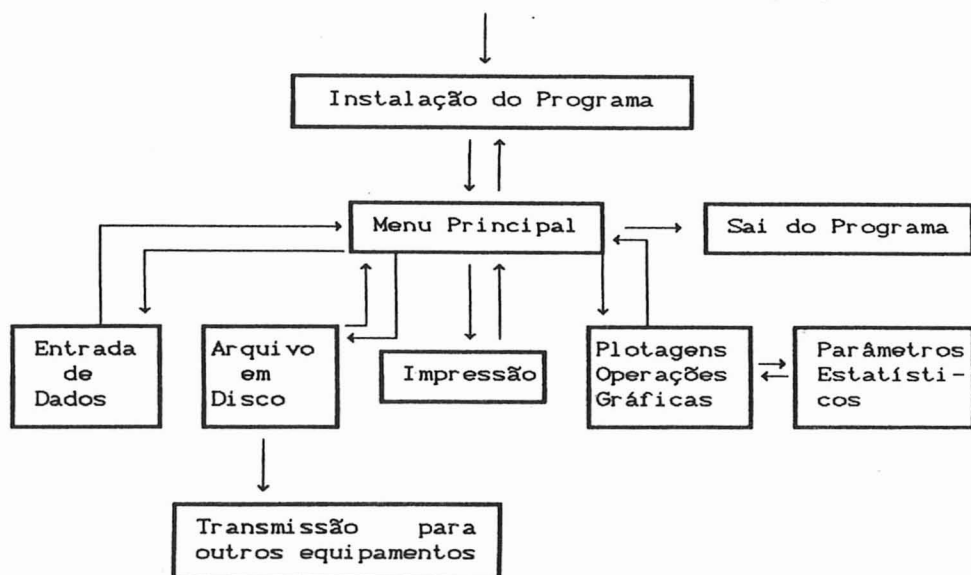 Instalação do Programa
Menu Principal
Sai do Programa
Entrada
de
Dados
Arquivo
em
Disco
Impressão
Plotagens
Operações
Gráficas
Parâmetros
Estatísti-
cos
Transmissão para
outros equipamentos